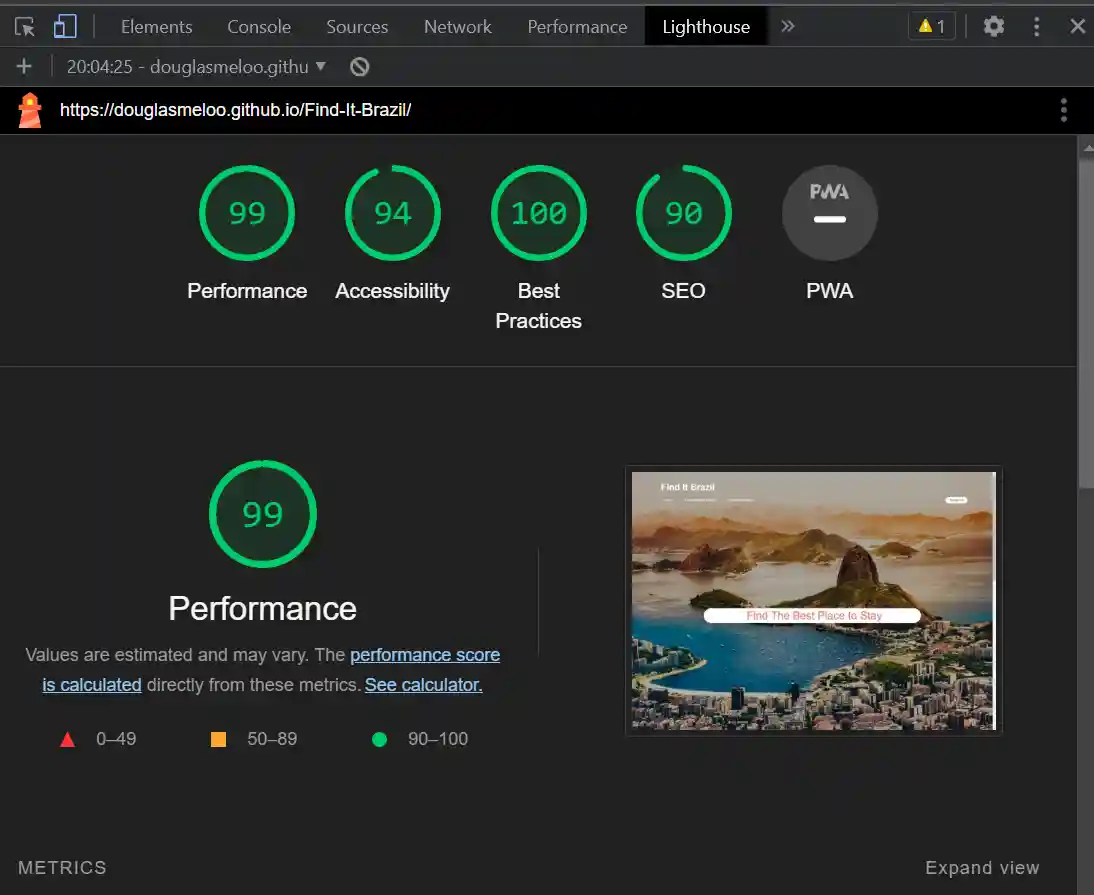 Elements Console Sources Network Performance Lighthouse » 1
+ 20:04:25 - douglasmeloo.githu
https://douglasmeloo.github.io/Find-It-Brazil/
99 94 100 90 PWA
Performance Accessibility Best Practices SEO PWA
99
Performance
Values are estimated and may vary. The performance score
is calculated directly from these metrics. See calculator.
0–49 50–89 90–100
Find It Brazil
Find The Best Place to Stay
METRICS Expand view